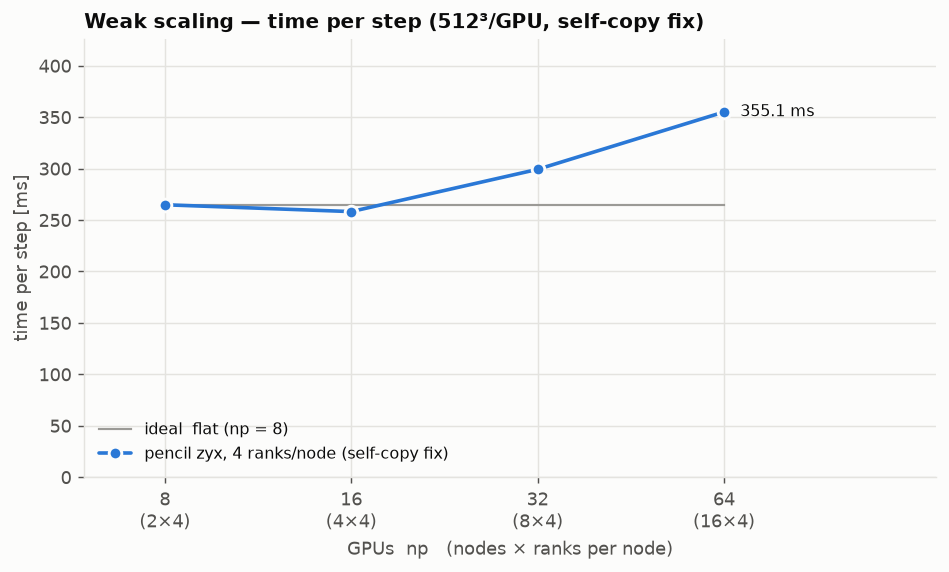 Weak scaling — time per step (512³/GPU, self-copy fix)
time per step [ms]
400
350
300
250
200
150
100
50
0
355.1 ms
ideal  flat (np = 8)
pencil zyx, 4 ranks/node (self-copy fix)
8
(2×4)
16
(4×4)
32
(8×4)
64
(16×4)
GPUs  np   (nodes × ranks per node)